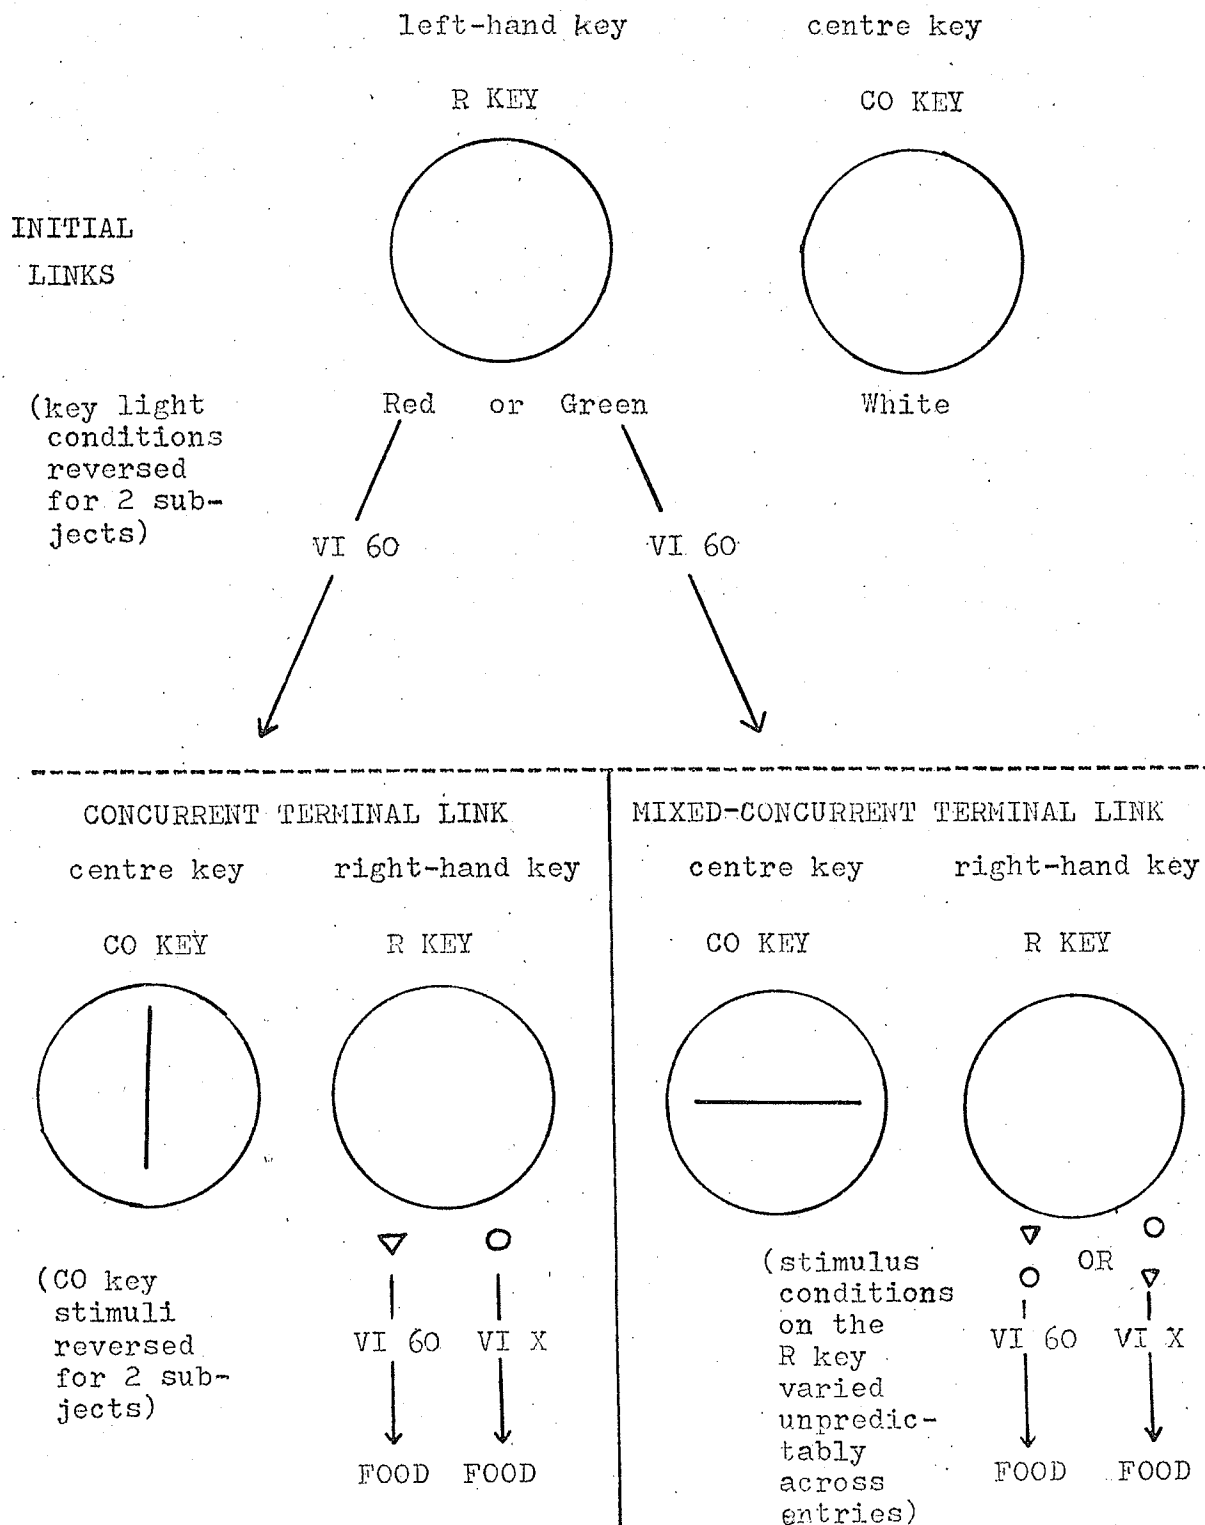 left-hand key centre key
R KEY CO KEY
INITIAL
LINKS
(key light
conditions
reversed
for 2 sub-
jects)
Red or Green
White
VI 60 VI 60
CONCURRENT TERMINAL LINK
centre key right-hand key
CO KEY R KEY
(CO key
stimuli
reversed
for 2 sub-
jects)
VI 60 VI X
FOOD FOOD
MIXED-CONCURRENT TERMINAL LINK
centre key right-hand key
CO KEY R KEY
(stimulus
conditions
on the
R key
varied
unpredic-
tably
across
entries)
OR
VI 60 VI X
FOOD FOOD